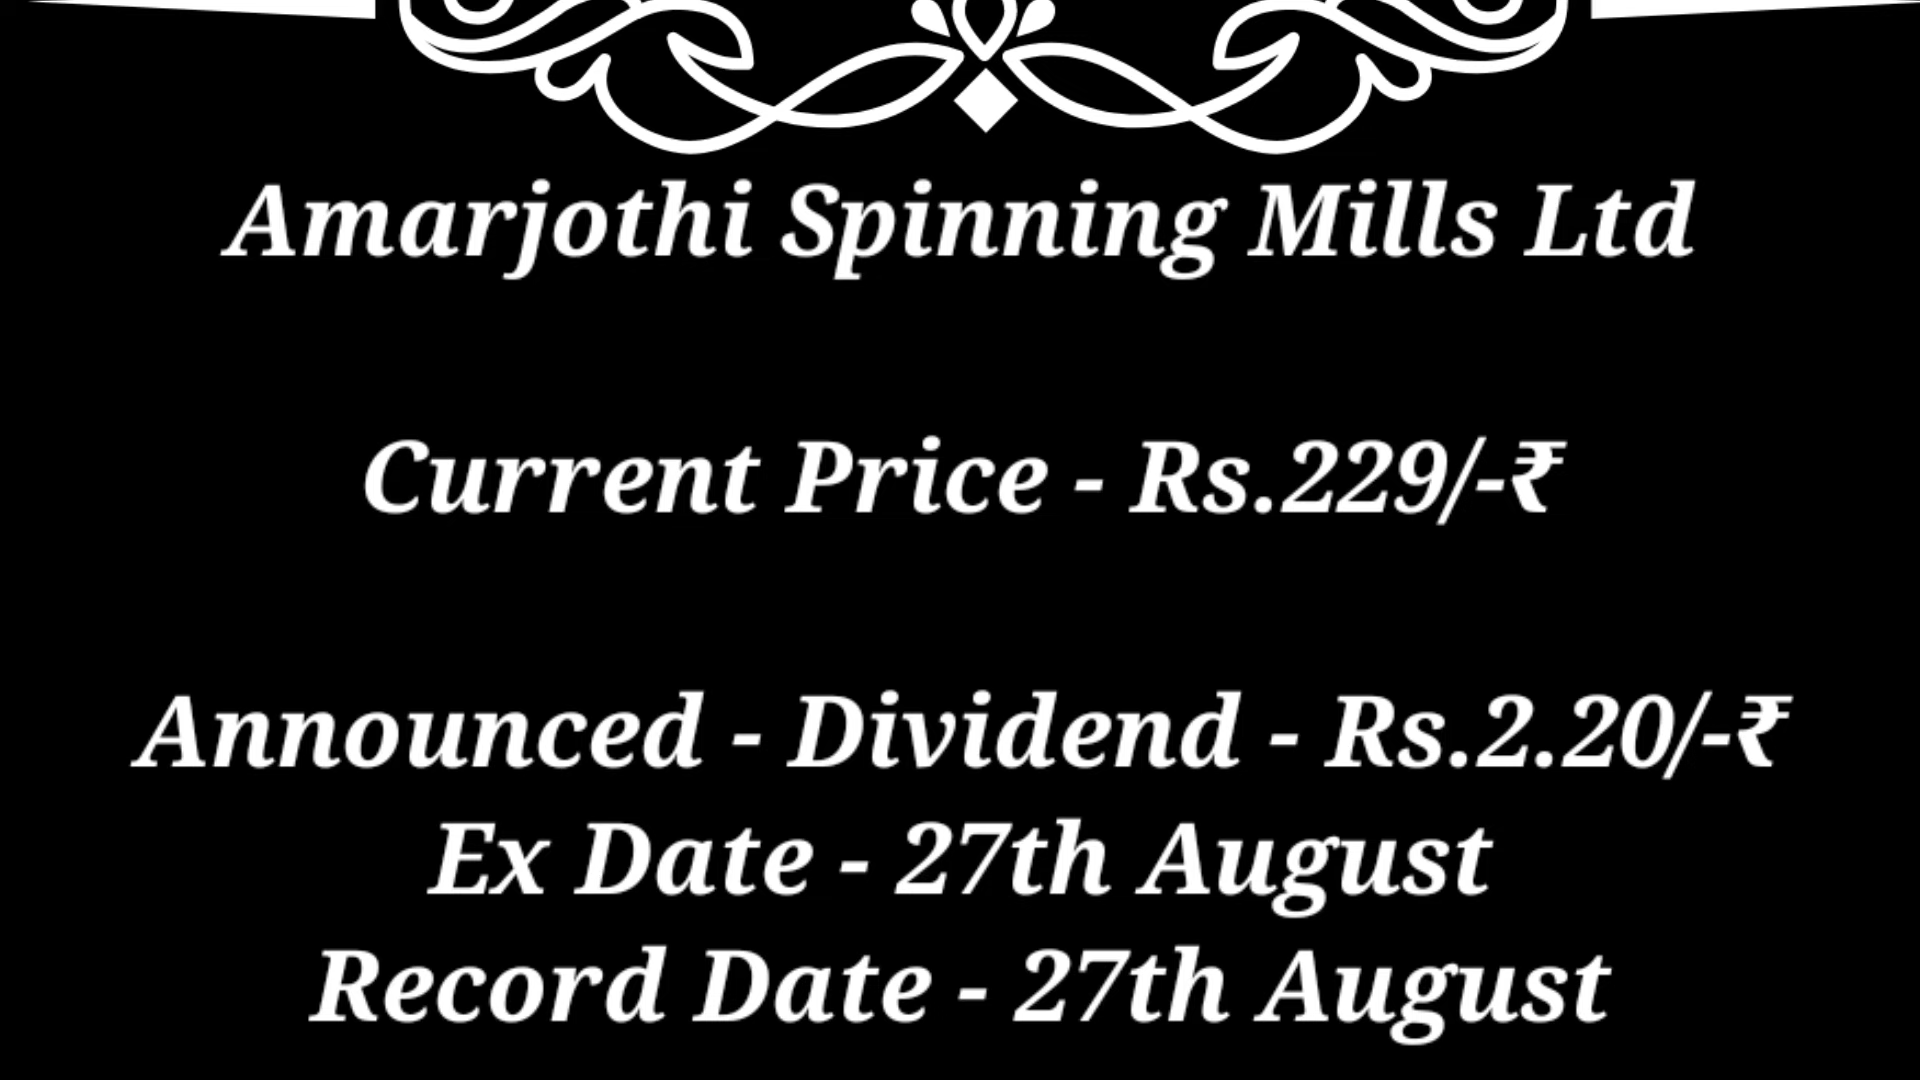 Amarjothi Spinning Mills Ltd
Current Price - Rs.229/-₹
Announced - Dividend - Rs.2.20/-₹
Ex Date - 27th August
Record Date - 27th August